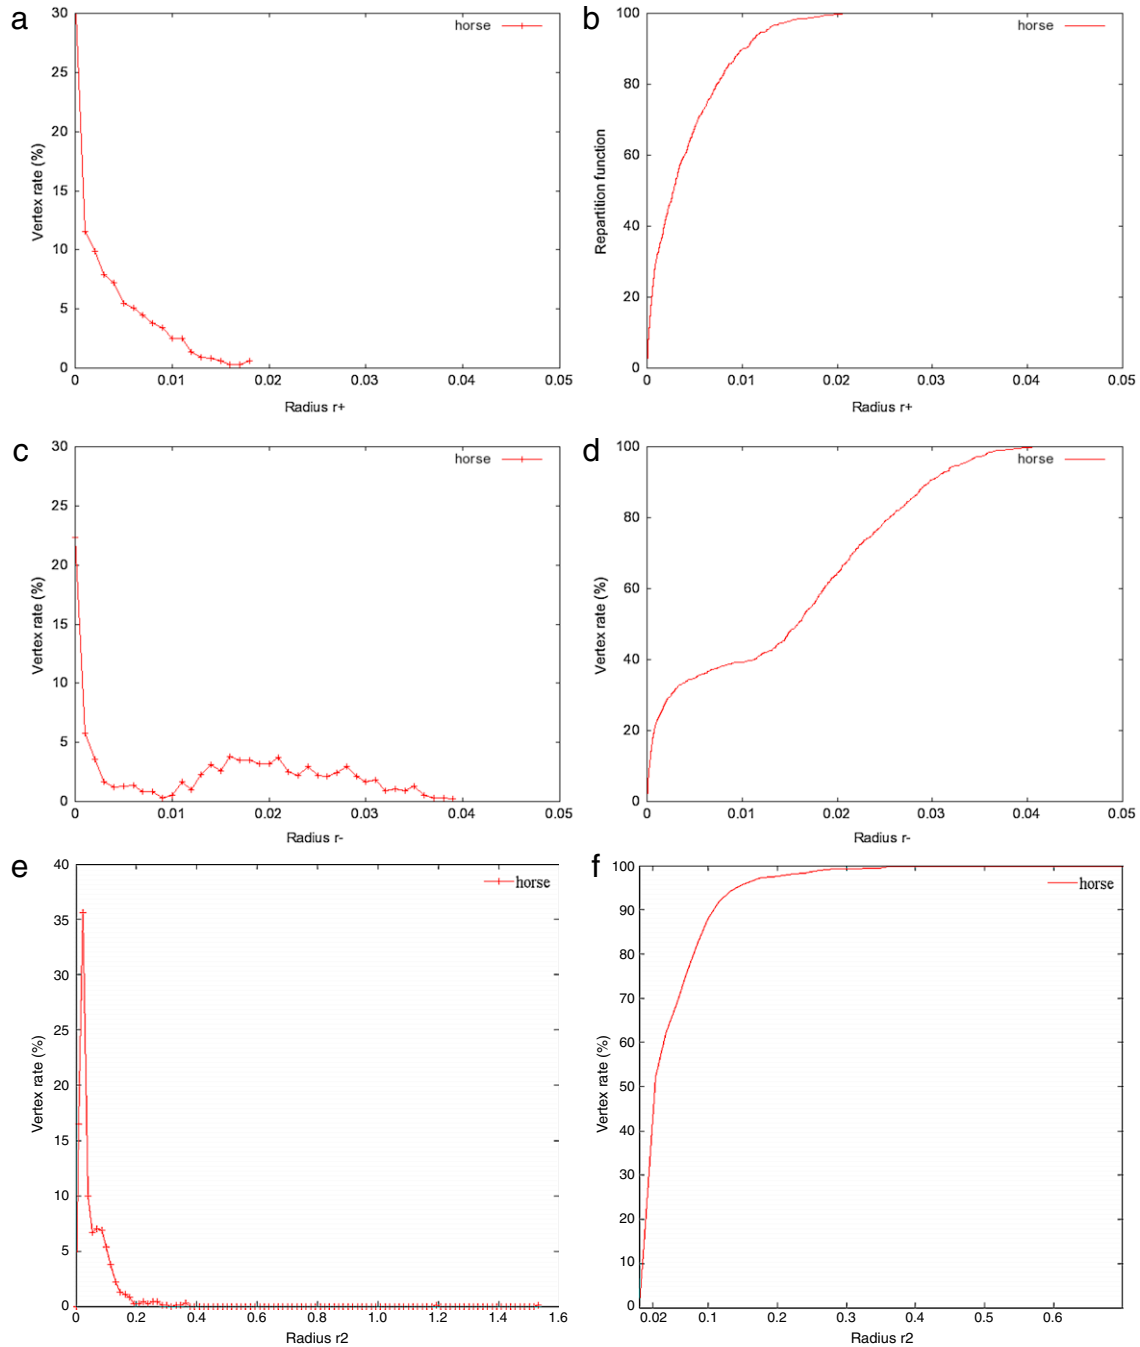 a
30
25
20
15
10
5
0
Vertex rate (%)
horse
0 0.01 0.02 0.03 0.04 0.05
Radius r+
b
100
80
60
40
20
0
Repartition function
horse
0 0.01 0.02 0.03 0.04 0.05
Radius r+
c
30
25
20
15
10
5
0
Vertex rate (%)
horse
0 0.01 0.02 0.03 0.04 0.05
Radius r-
d
100
80
60
40
20
0
Vertex rate (%)
horse
0 0.01 0.02 0.03 0.04 0.05
Radius r-
e
40
35
30
25
20
15
10
5
0
Vertex rate (%)
horse
0 0.2 0.4 0.6 0.8 1.0 1.2 1.4 1.6
Radius r2
f
100
90
80
70
60
50
40
30
20
10
0
Vertex rate (%)
horse
0.02 0.1 0.2 0.3 0.4 0.5 0.6
Radius r2